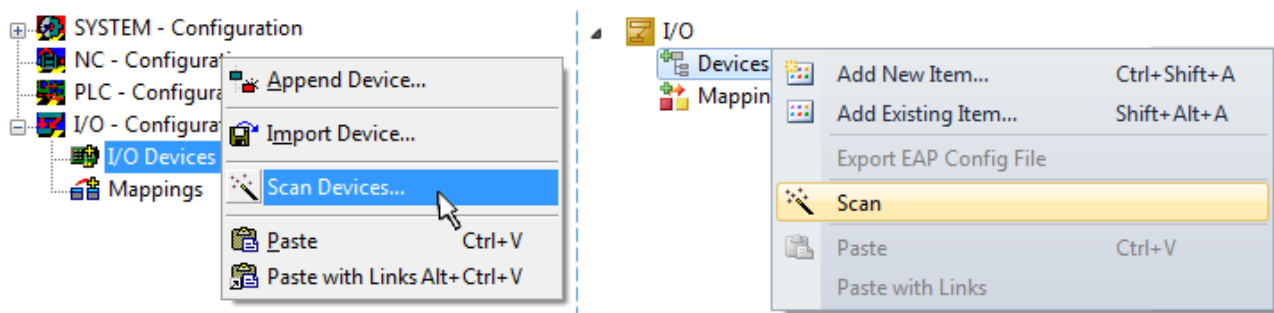 SYSTEM - Configuration
NC - Configurati
PLC - Configura
I/O - Configura
I/O Devices
Mappings
Append Device...
Import Device...
Scan Devices...
Paste Ctrl+V
Paste with Links Alt+Ctrl+V
I/O
Devices
Mappin
Add New Item... Ctrl+Shift+A
Add Existing Item... Shift+Alt+A
Export EAP Config File
Scan
Paste Ctrl+V
Paste with Links